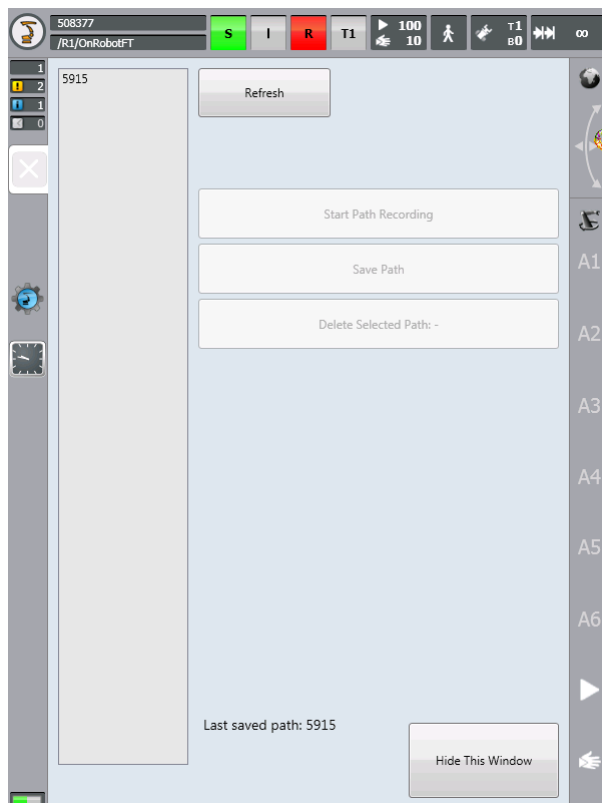 508377
/R1/OnRobotFT
S
I
R
T1
100
10
T1
B0
∞
1
2
1
0
5915
Refresh
Start Path Recording
Save Path
Delete Selected Path: -
A1
A2
A3
A4
A5
A6
Last saved path: 5915
Hide This Window